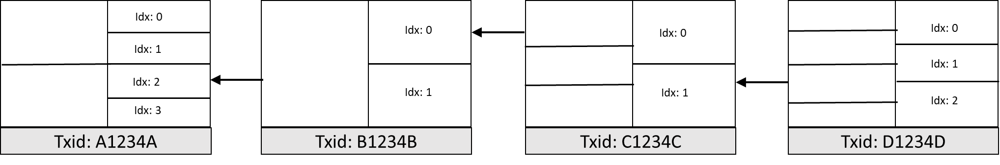 Idx: 0
Idx: 1
Idx: 2
Idx: 3
Txid: A1234A
Idx: 0
Idx: 1
Txid: B1234B
Idx: 0
Idx: 1
Txid: C1234C
Idx: 0
Idx: 1
Idx: 2
Txid: D1234D